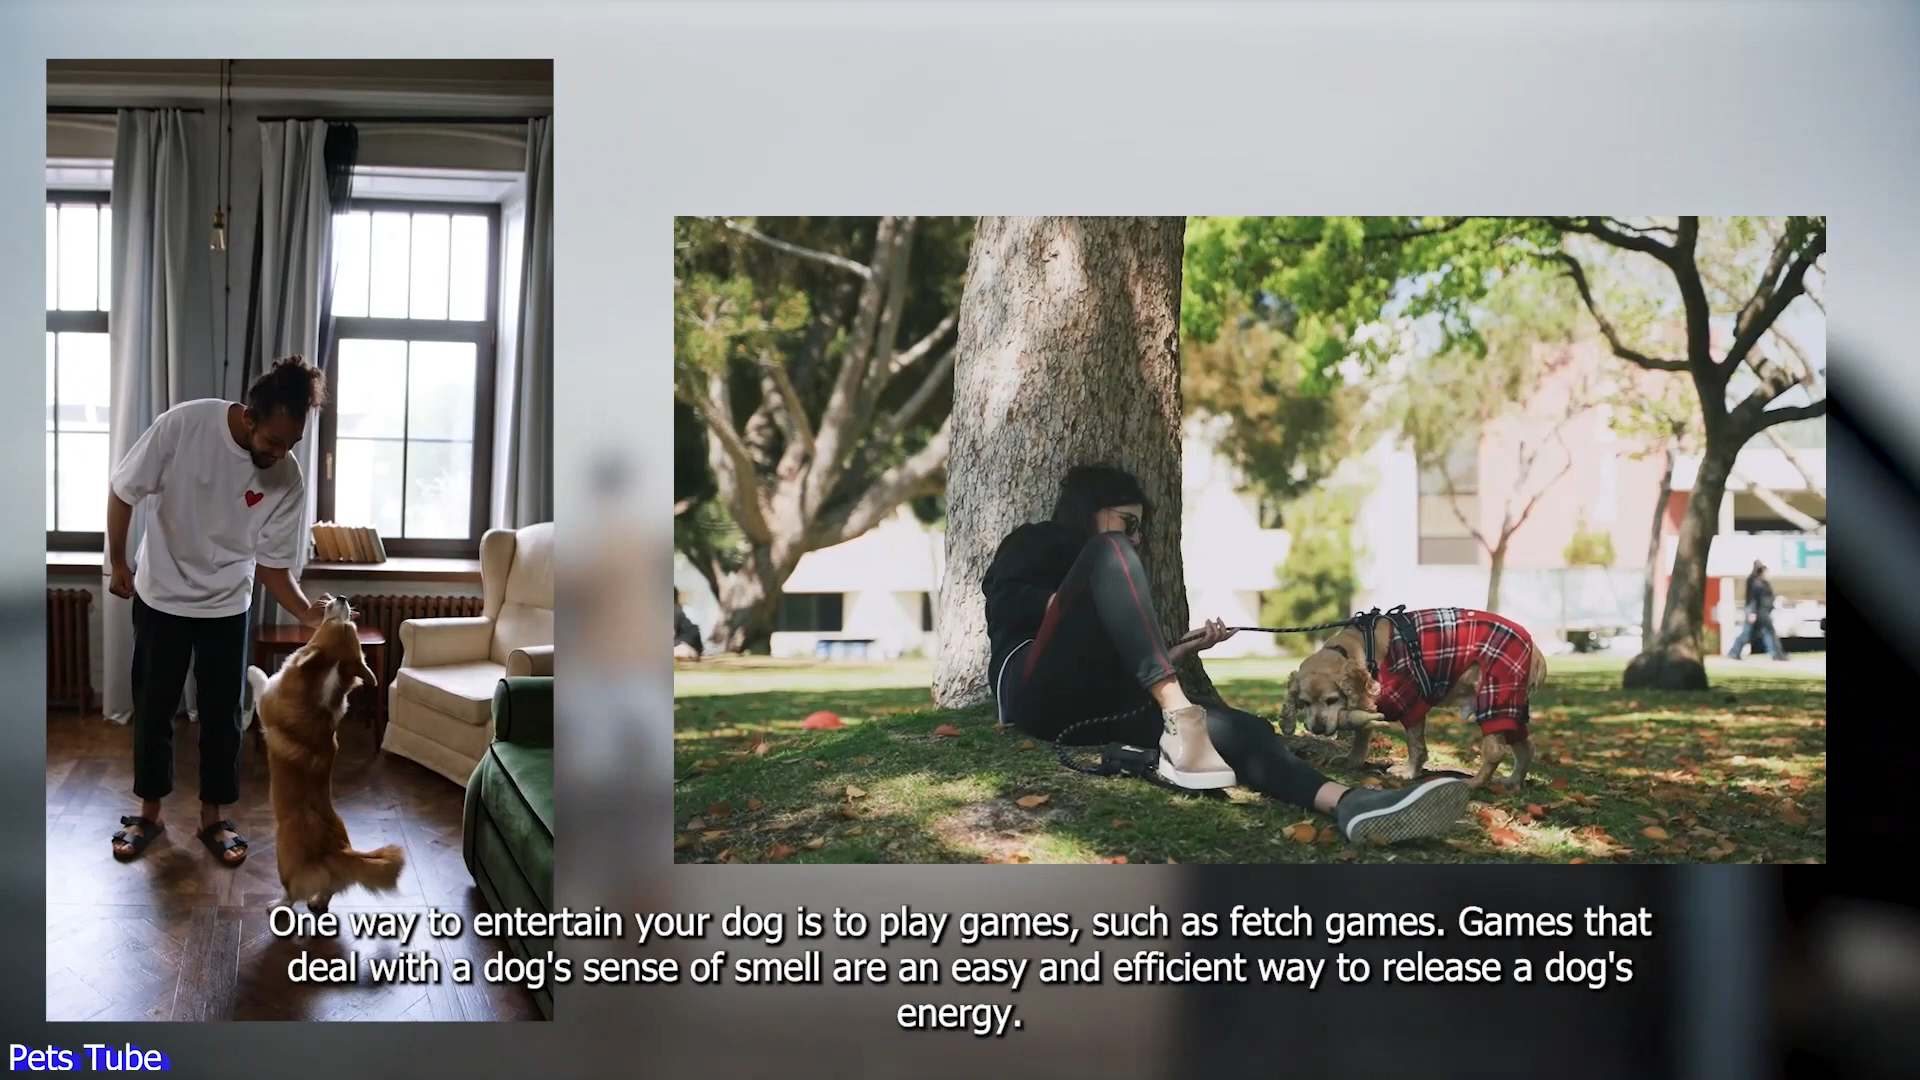 One way to entertain your dog is to play games, such as fetch games. Games that
deal with a dog's sense of smell are an easy and efficient way to release a dog's
energy.
Pets Tube